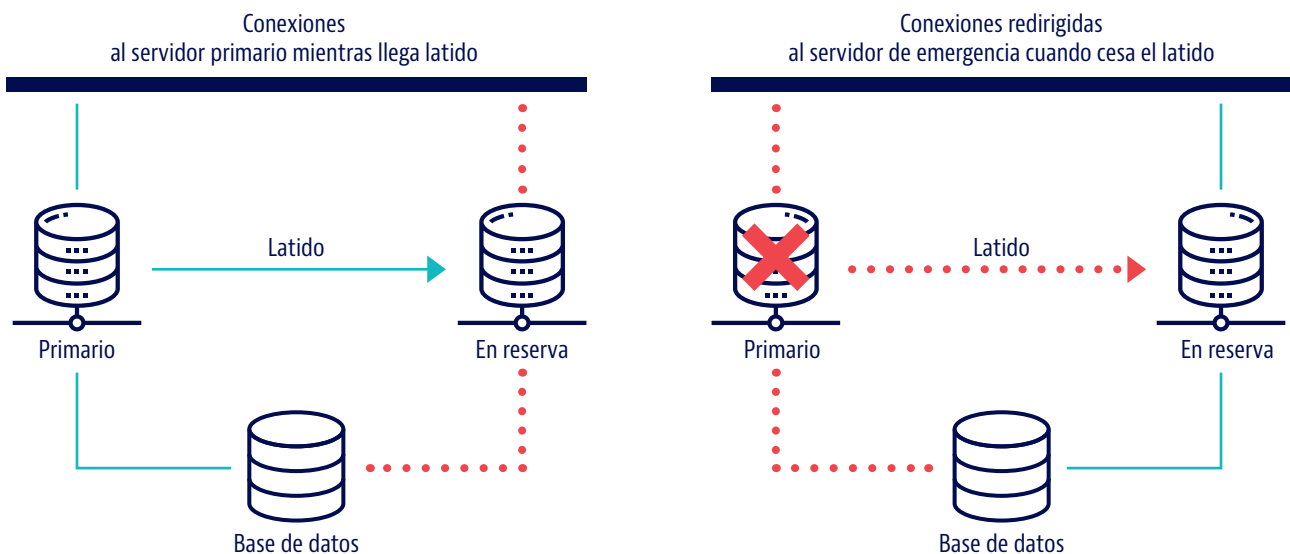 Conexiones
al servidor primario mientras llega latido
Latido
Primario
En reserva
Base de datos
Conexiones redirigidas
al servidor de emergencia cuando cesa el latido
Latido
Primario
En reserva
Base de datos